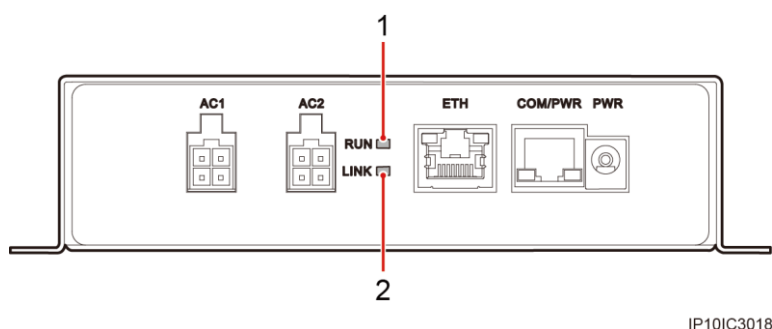 1
AC1 AC2 ETH COM/PWR PWR
RUN
LINK
2
IP10IC3018